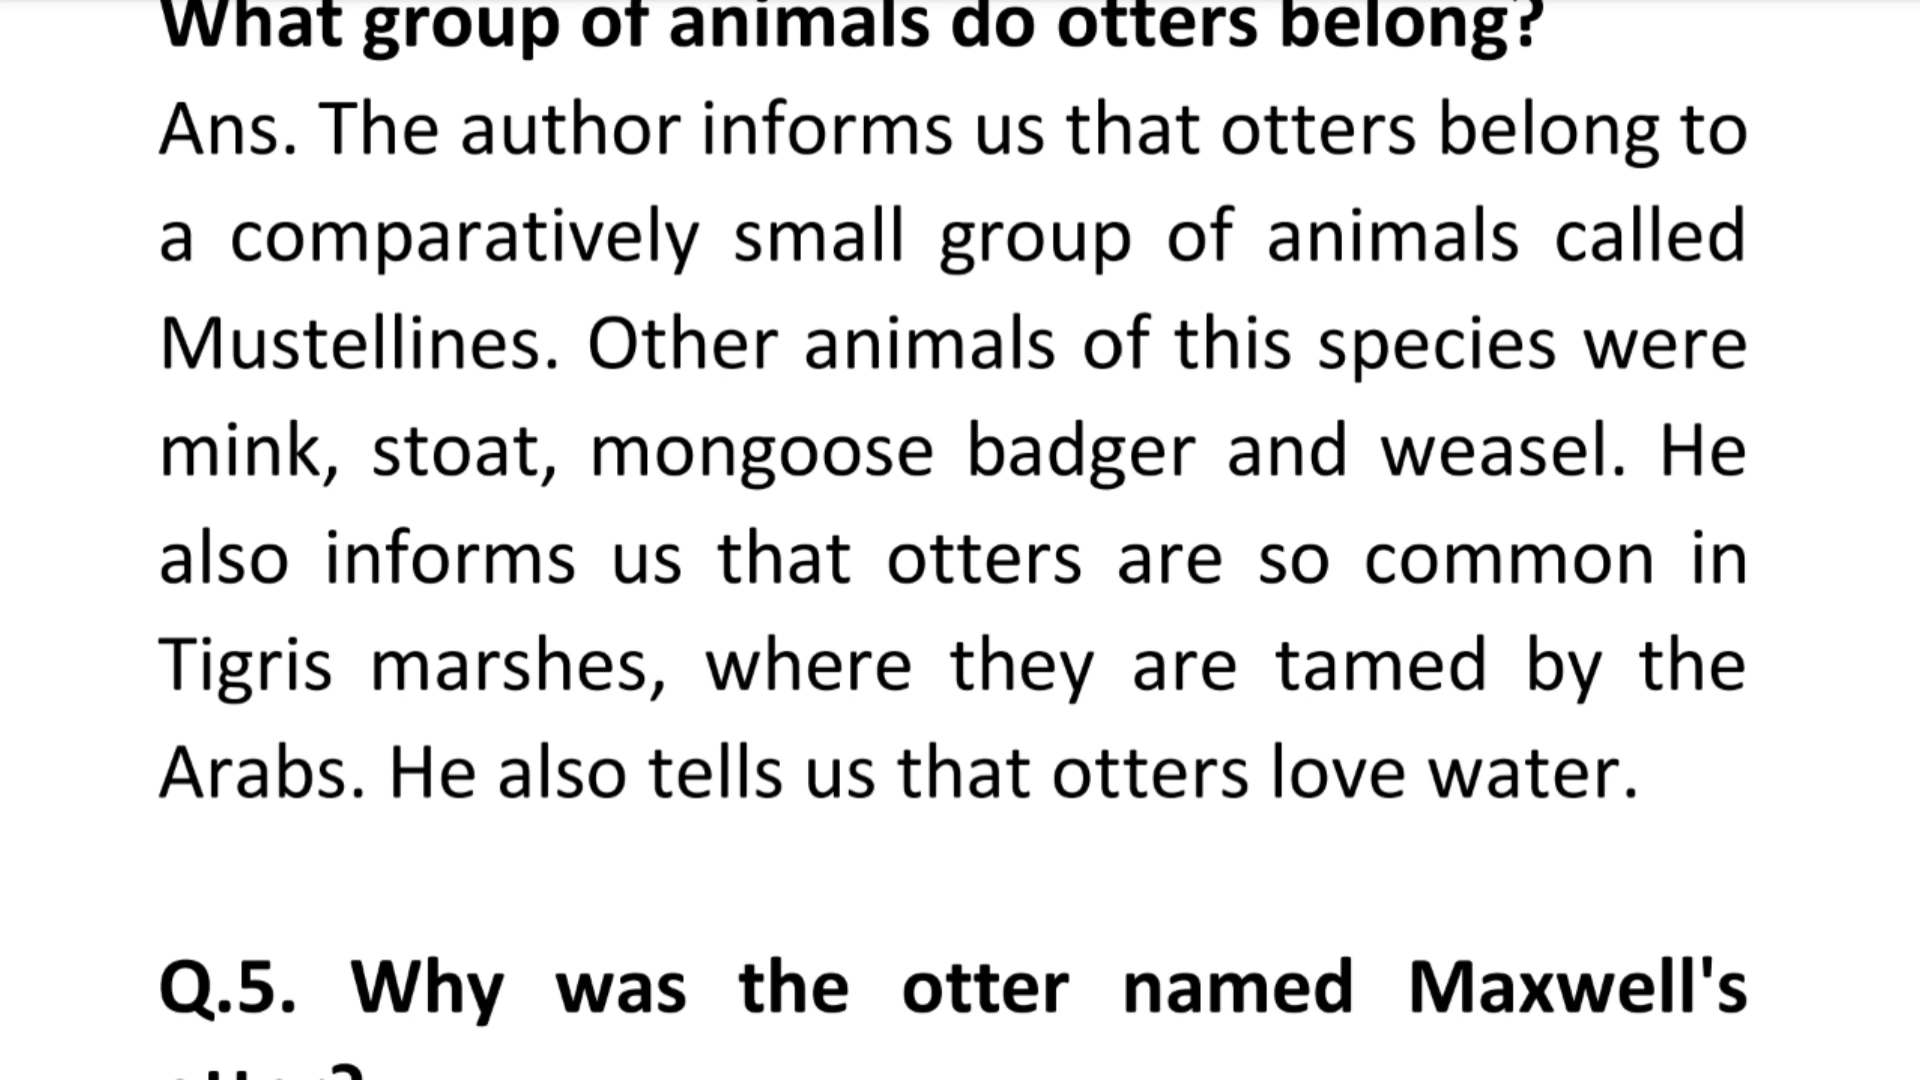 What group of animals do otters belong?
Ans. The author informs us that otters belong to
a comparatively small group of animals called
Mustellines. Other animals of this species were
mink, stoat, mongoose badger and weasel. He
also informs us that otters are so common in
Tigris marshes, where they are tamed by the
Arabs. He also tells us that otters love water.
Q.5. Why was the otter named Maxwell's